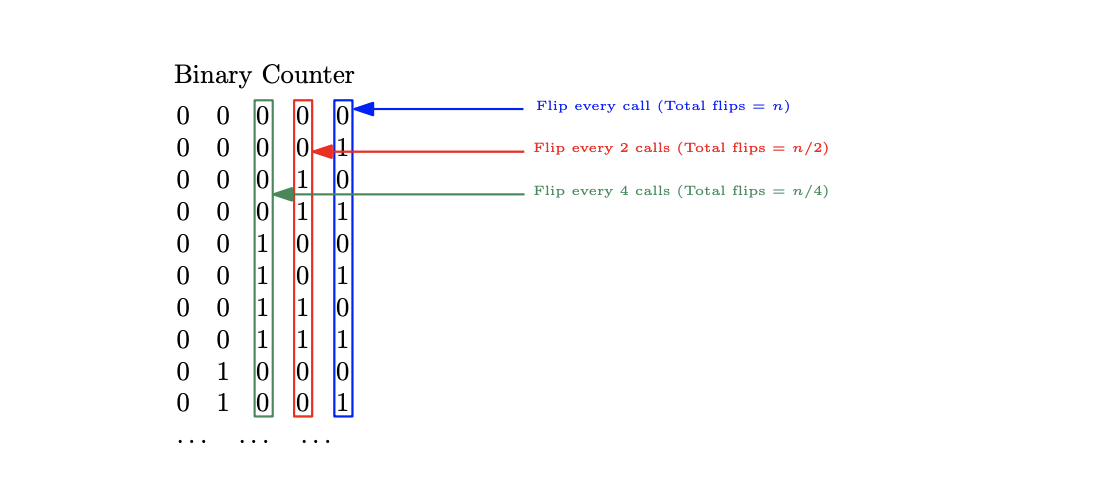 Binary Counter
0 0 0 0 0 Flip every call (Total flips = n)
0 0 0 0 1 Flip every 2 calls (Total flips = n/2)
0 0 0 1 0 Flip every 4 calls (Total flips = n/4)
0 0 0 1 1
0 0 1 0 0
0 0 1 0 1
0 0 1 1 0
0 0 1 1 1
0 1 0 0 0
0 1 0 0 1
... ... ...